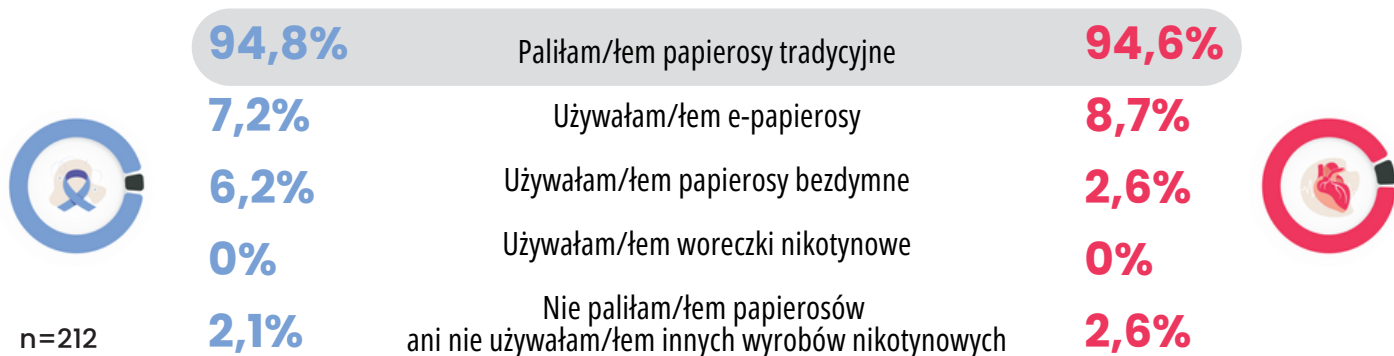 94,8% Paliłam/łem papierosy tradycyjne 94,6%
7,2% Używałam/łem e-papierosy 8,7%
6,2% Używałam/łem papierosy bezdymne 2,6%
0% Używałam/łem woreczki nikotynowe 0%
Nie paliłam/łem papierosów
n=212 2,1% ani nie używałam/łem innych wyrobów nikotynowych 2,6%